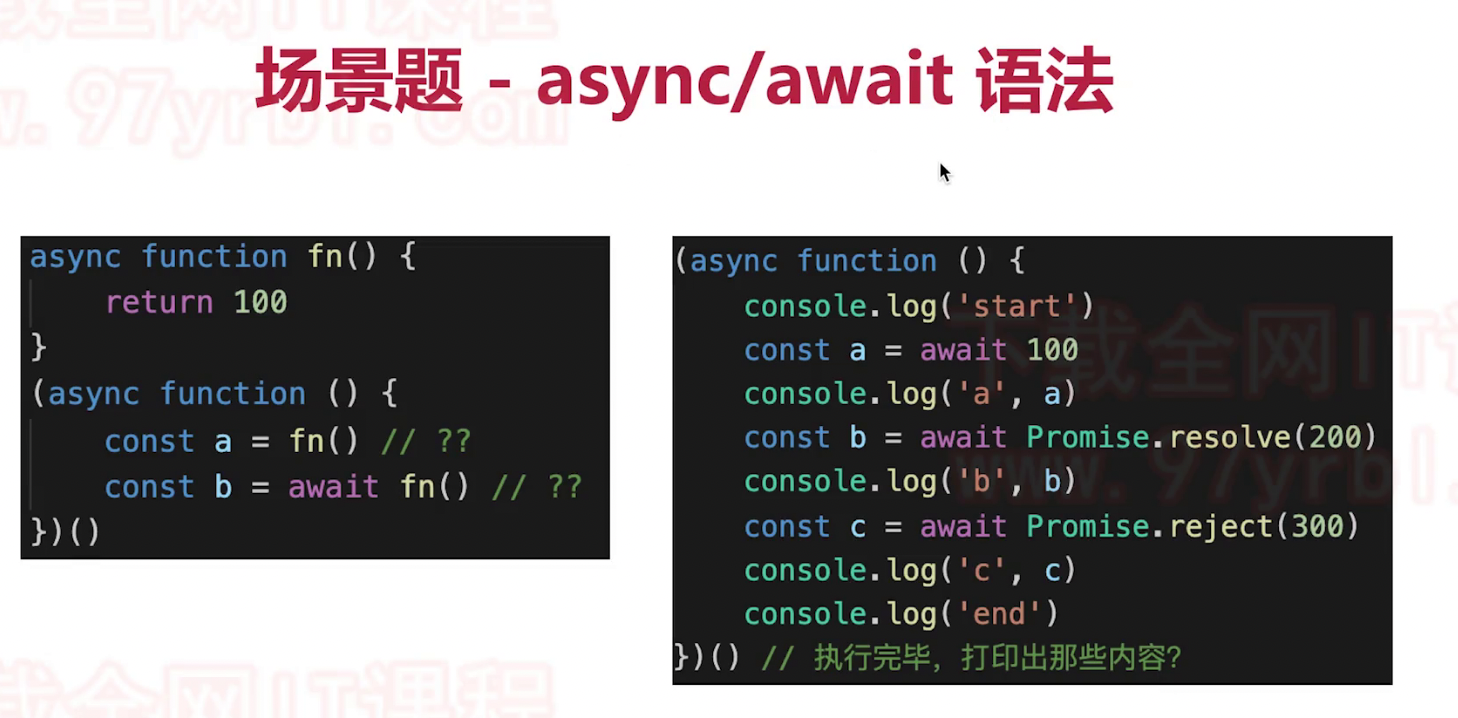 下载全网IT课程
www.97yrbl.com
场景题 - async/await 语法
async function fn() {
    return 100
}
(async function () {
    const a = fn() // ??
    const b = await fn() // ??
})()
(async function () {
    console.log('start')
    const a = await 100
    console.log('a', a)
    const b = await Promise.resolve(200)
    console.log('b', b)
    const c = await Promise.reject(300)
    console.log('c', c)
    console.log('end')
})() // 执行完毕，打印出那些内容？
下载全网IT课
www.97yrbl.
下载全网IT课程